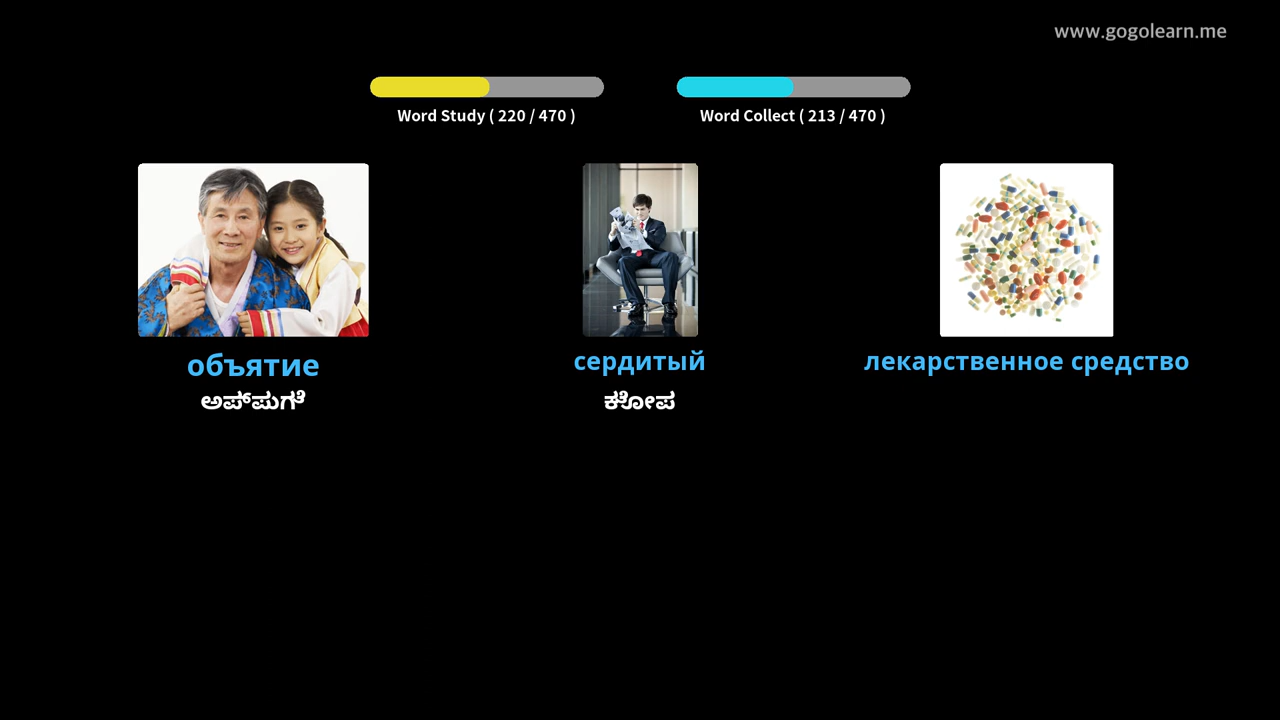 www.gogolearn.me
Word Study ( 220 / 470 )
Word Collect ( 213 / 470 )
объятие
сердитый
лекарственное средство
ಅಪ್ಪುಗೆ
ಕೋಪ